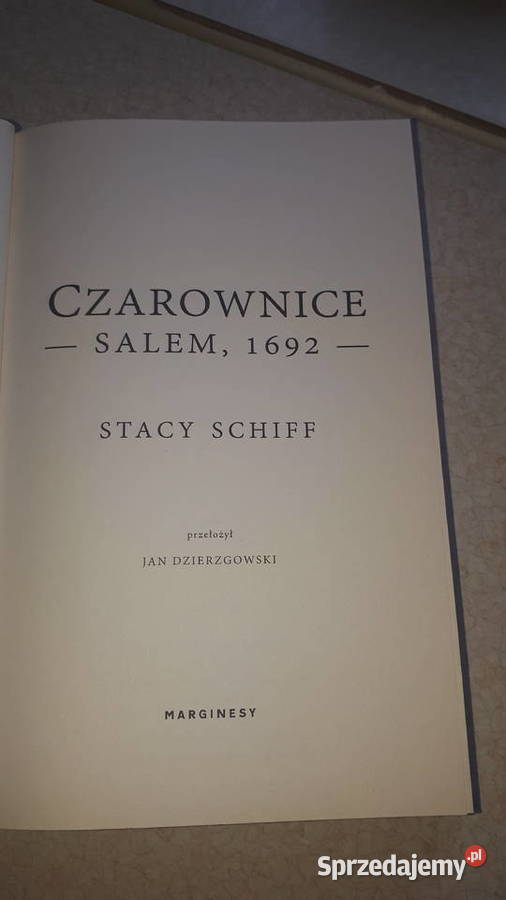 CZAROWNICE
— SALEM, 1692 —
STACY SCHIFF
przełożył
JAN DZIERZGOWSKI
MARGINESY
Sprzedajemy.pl